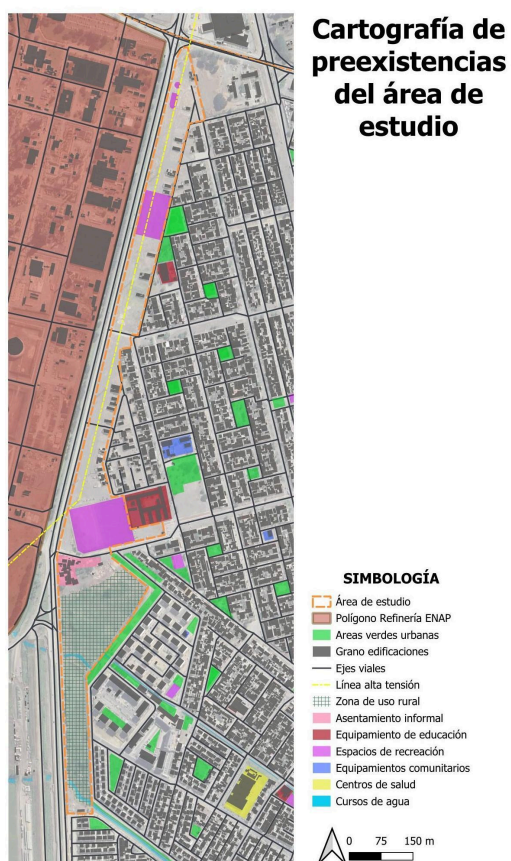 Cartografía de
preexistencias
del área de
estudio
SIMBOLOGÍA
Área de estudio
Polígono Refinería ENAP
Areas verdes urbanas
Grano edificaciones
Ejes viales
Línea alta tensión
Zona de uso rural
Asentamiento informal
Equipamiento de educación
Espacios de recreación
Equipamientos comunitarios
Centros de salud
Cursos de agua
0 75 150 m